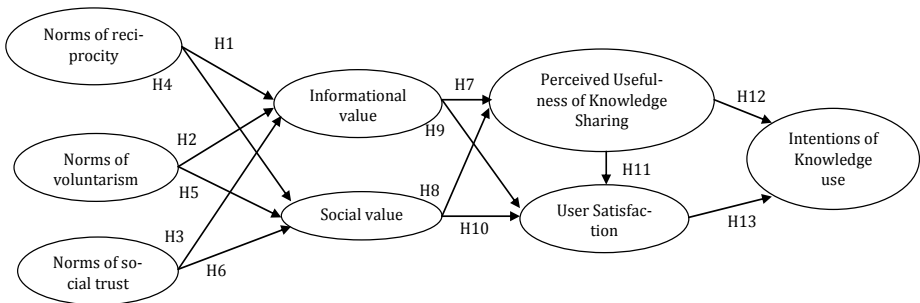 Norms of reci-
procity
H1
H4
Informational
value
H7
H9
Perceived Useful-
ness of Knowledge
Sharing
H12
Norms of
voluntarism
H2
H5
Intentions of
Knowledge
use
H11
H8
Social value
H10
User Satisfac-
tion
H13
H3
H6
Norms of so-
cial trust